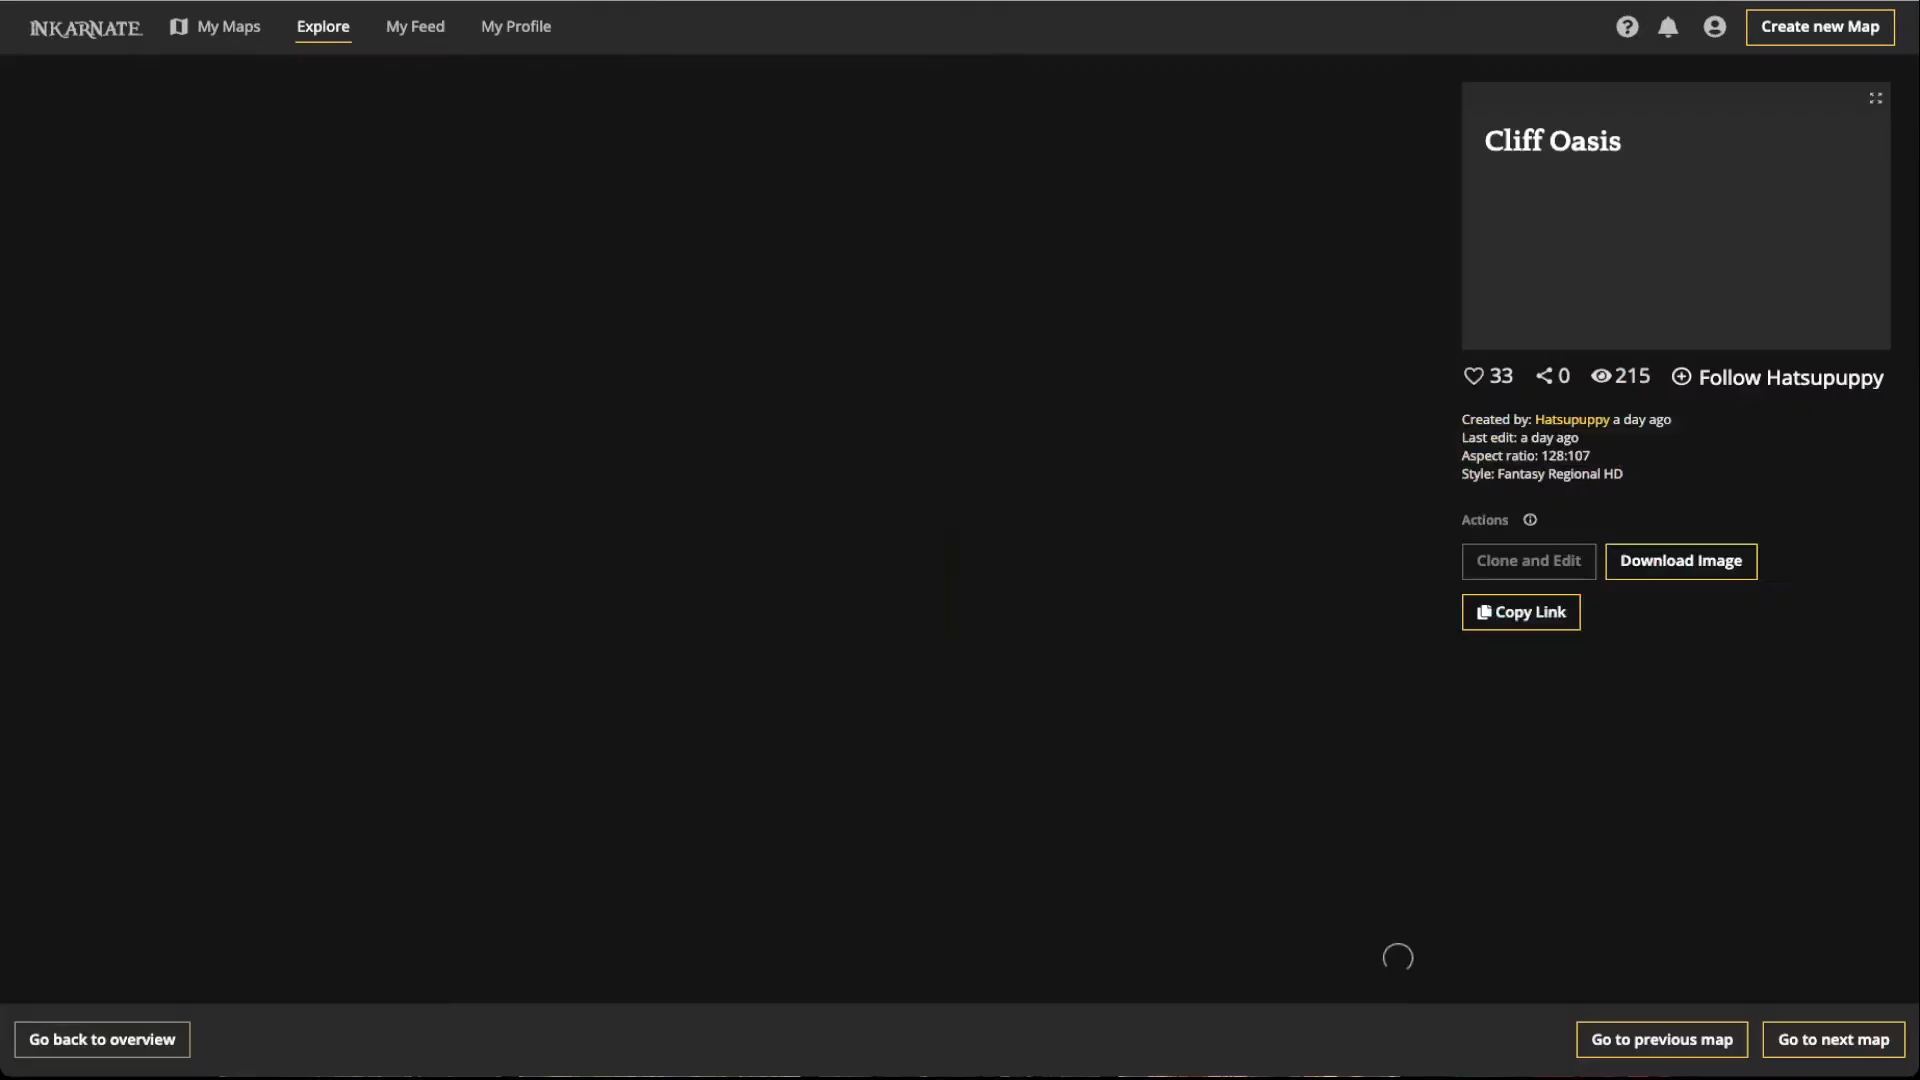 INKARNATE
My Maps
Explore
My Feed
My Profile
Create new Map
Cliff Oasis
33
0
215
Follow Hatsupuppy
Created by: Hatsupuppy a day ago
Last edit: a day ago
Aspect ratio: 128:107
Style: Fantasy Regional HD
Actions
Clone and Edit
Download Image
Copy Link
Go back to overview
Go to previous map
Go to next map